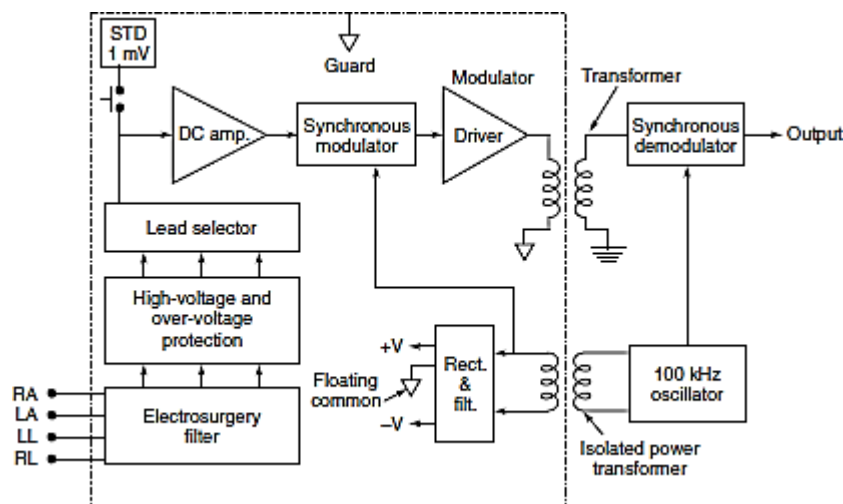 STD
1 mV
Guard
Modulator
Transformer
DC amp.
Synchronous
modulator
Driver
Synchronous
demodulator
Output
Lead selector
High-voltage and
over-voltage
protection
+V
Floating
common
–V
Rect.
&
filt.
100 kHz
oscillator
RA
LA
LL
RL
Electrosurgery
filter
Isolated power
transformer